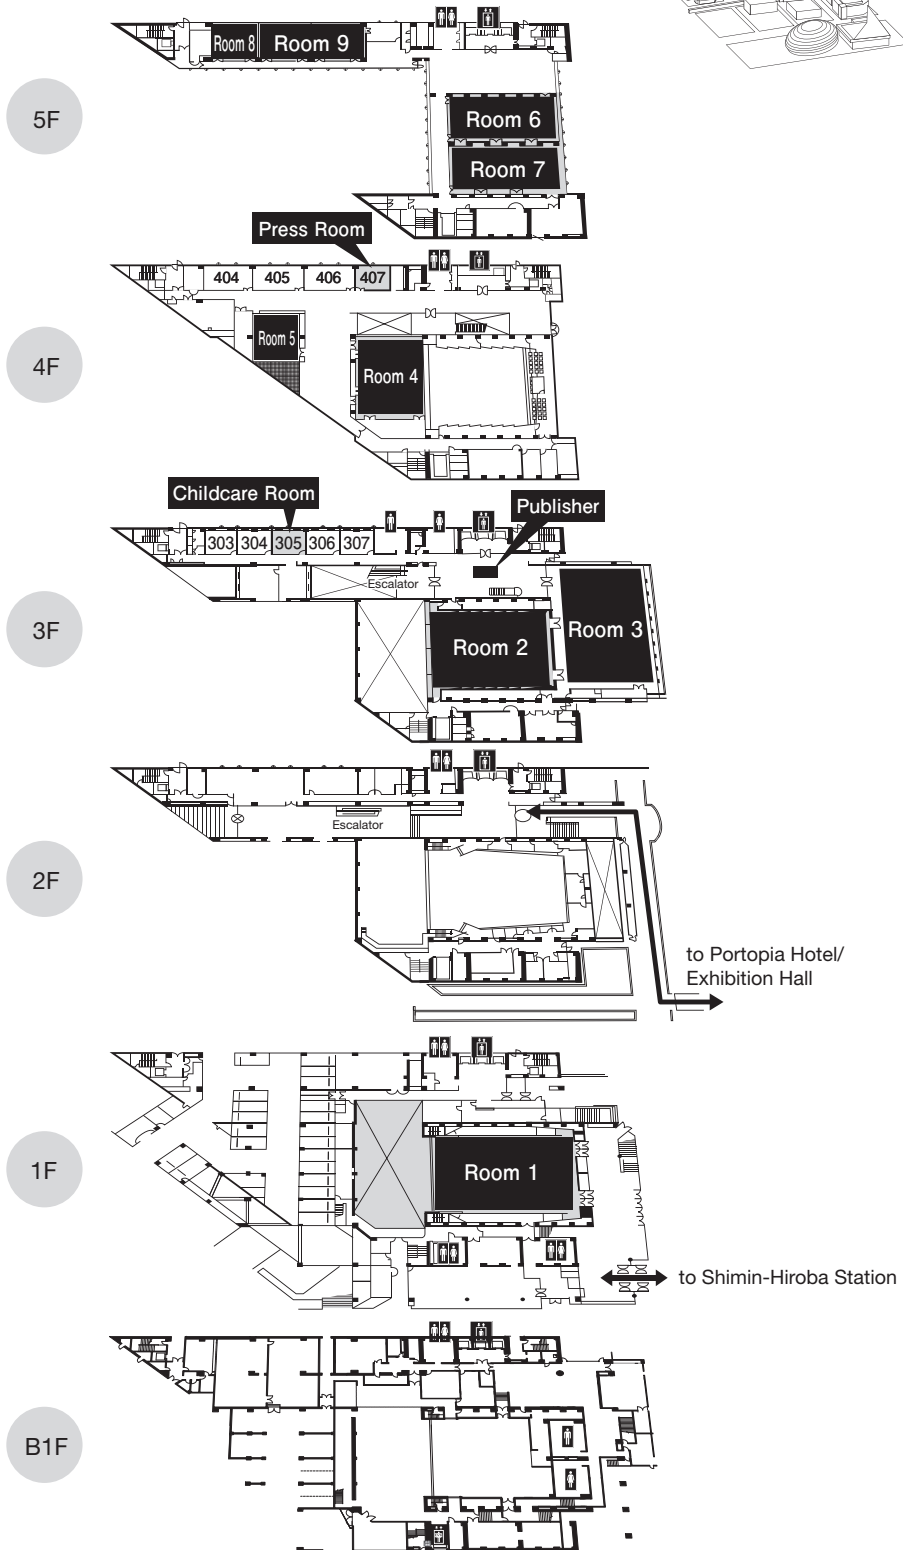 Room 8
Room 9
5F
Room 6
Room 7
Press Room
404
405
406
407
Room 5
4F
Room 4
Childcare Room
Publisher
303
304
305
306
307
Escalator
3F
Room 2
Room 3
Escalator
2F
to Portopia Hotel/
Exhibition Hall
1F
Room 1
to Shimin-Hiroba Station
B1F